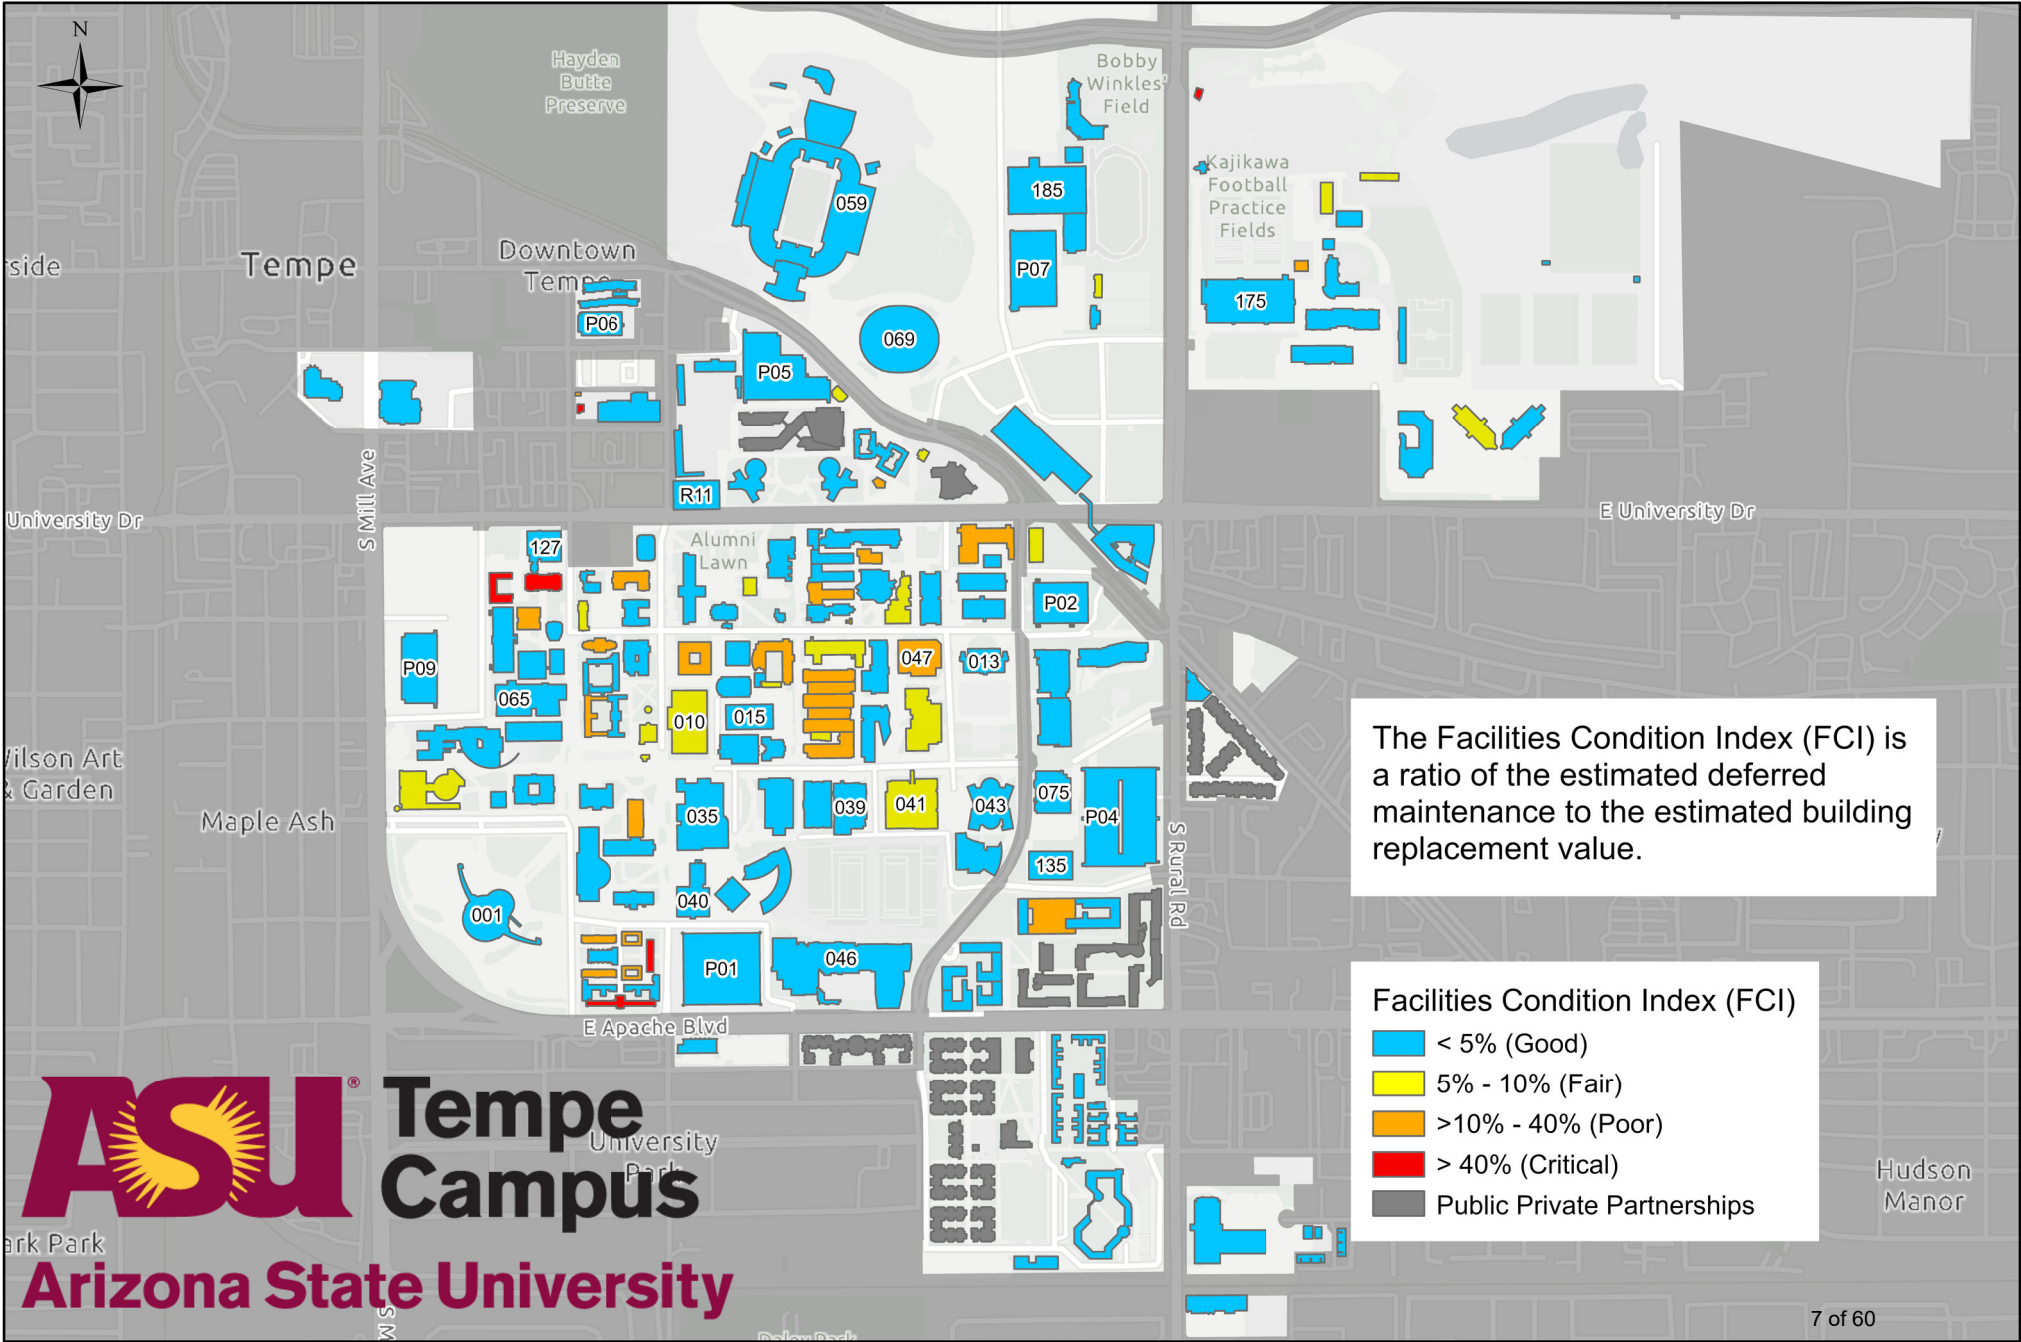 N
Hayden
Butte
Preserve
Bobby
Winkles'
Field
Kajikawa
Football
Practice
Fields
059
185
P07
175
rside
Tempe
Downtown
Tempe
P06
069
P05
R11
S Mill Ave
University Dr
E University Dr
Alumni
Lawn
127
P02
P09
047
013
065
010
015
Wilson Art
& Garden
Maple Ash
035
039
041
043
075
P04
135
S Rural Rd
001
040
P01
046
E Apache Blvd
The Facilities Condition Index (FCI) is
a ratio of the estimated deferred
maintenance to the estimated building
replacement value.
Facilities Condition Index (FCI)
< 5% (Good)
5% - 10% (Fair)
>10% - 40% (Poor)
> 40% (Critical)
Public Private Partnerships
ASU®
Tempe
Campus
Arizona State University
University
Park
ark Park
Hudson
Manor
S M
Daley Park
7 of 60